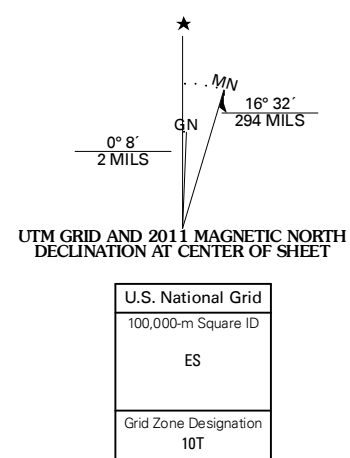 ★
MN
GN
16° 32´
294 MILS
0° 8´
2 MILS
UTM GRID AND 2011 MAGNETIC NORTH
DECLINATION AT CENTER OF SHEET
U.S. National Grid
100,000-m Square ID
ES
Grid Zone Designation
10T